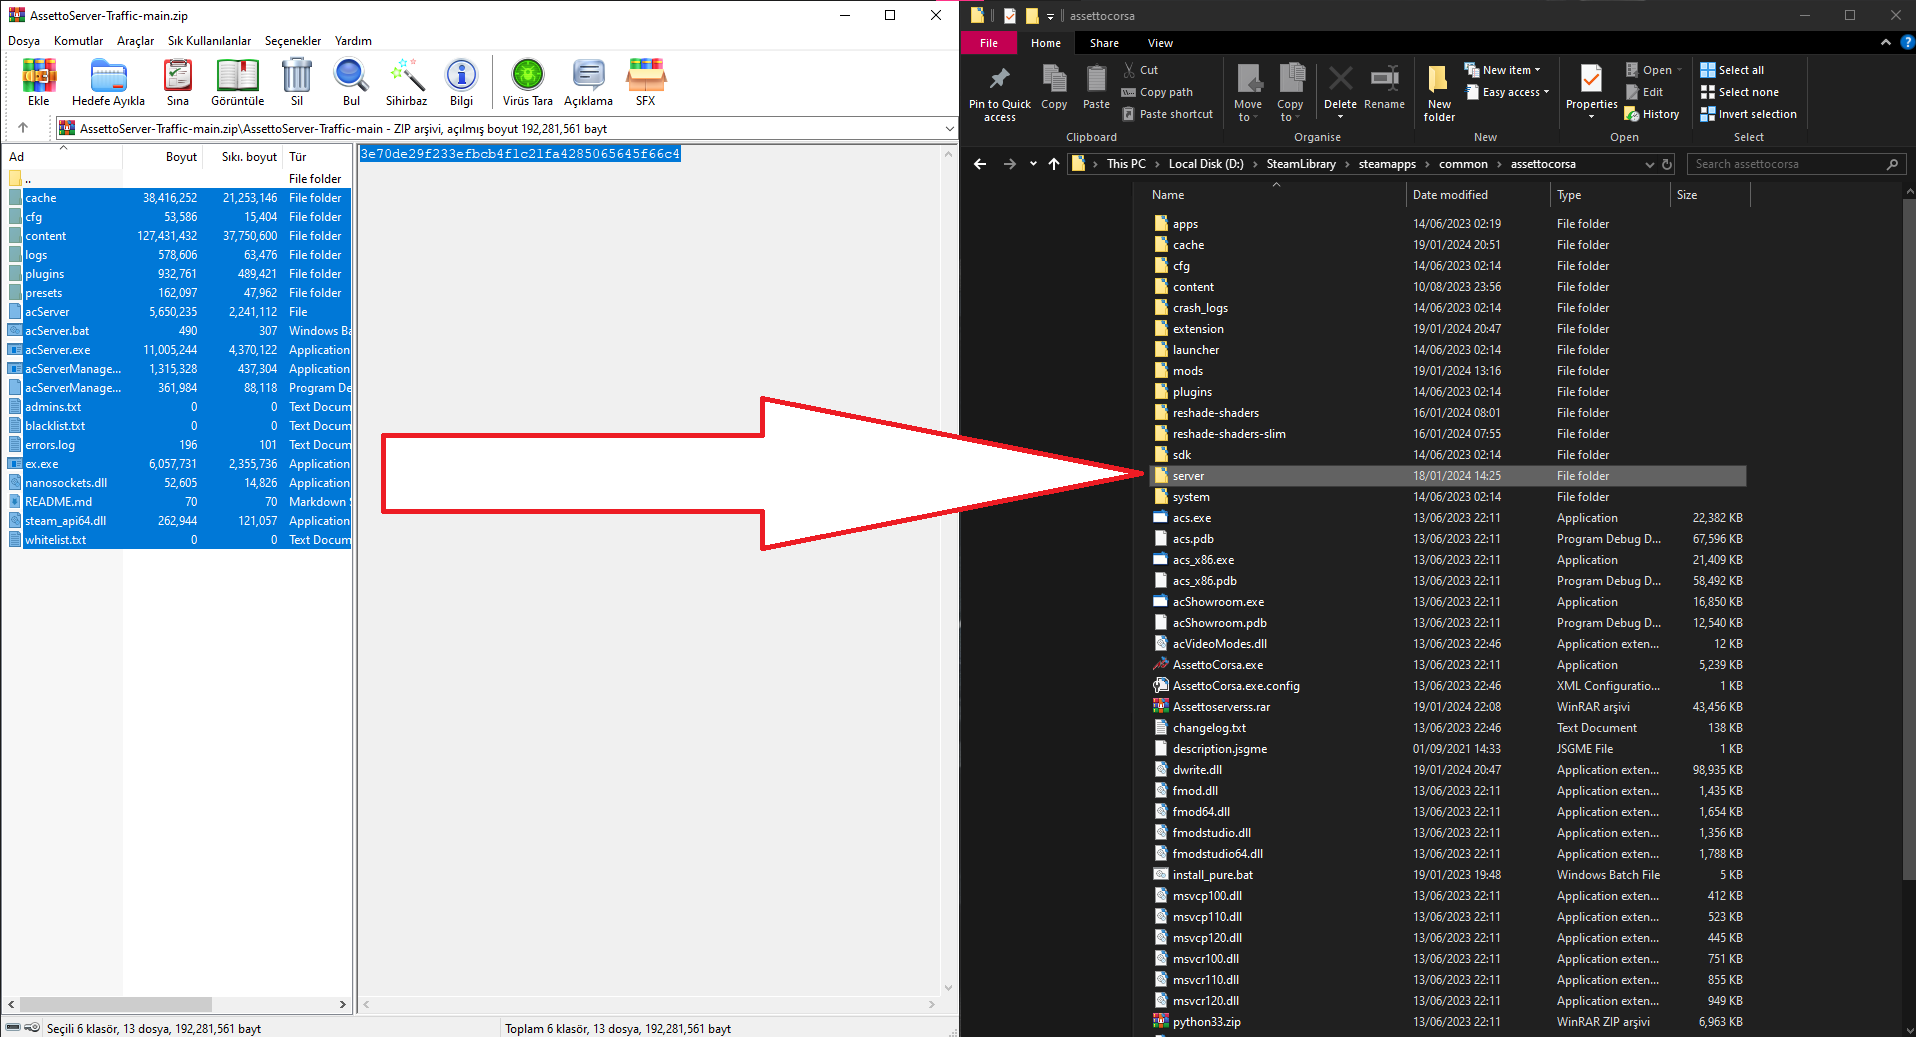 AssettoServer-Traffic-main.zip
Dosya Komutlar Araçlar Sık Kullanılanlar Seçenekler Yardım
Ekle Hedefe Ayıkla Sına Görüntüle Sil Bul Sihirbaz Bilgi Virüs Tara Açıklama SFX
AssettoServer-Traffic-main.zip\AssettoServer-Traffic-main - ZIP arşivi, açılmış boyut 192,281,561 bayt
Ad Boyut Sıkı. boyut Tür
.. File folder
cache 38,416,252 21,253,146 File folder
cfg 53,586 15,404 File folder
content 127,431,432 37,750,600 File folder
logs 578,606 63,476 File folder
plugins 932,761 489,421 File folder
presets 162,097 47,962 File folder
acServer 5,650,235 2,241,112 File
acServer.bat 490 307 Windows Ba
acServer.exe 11,005,244 4,370,122 Application
acServerManage... 1,315,328 437,304 Application
acServerManage... 361,984 88,118 Program De
admins.txt 0 0 Text Docum
blacklist.txt 0 0 Text Docum
errors.log 196 101 Text Docum
ex.exe 6,057,731 2,355,736 Application
nanosockets.dll 52,605 14,826 Application
README.md 70 70 Markdown S
steam_api64.dll 262,944 121,057 Application
whitelist.txt 0 0 Text Docum
3e70de29f233efbcb4f1c21fa4285065645f66c4
Seçili 6 klasör, 13 dosya, 192,281,561 bayt
Toplam 6 klasör, 13 dosya, 192,281,561 bayt
assettocorsa
File Home Share View
Pin to Quick access
Copy
Paste
Cut
Copy path
Paste shortcut
Clipboard
Move to
Copy to
Delete
Rename
Organise
New folder
New item
Easy access
New
Properties
Open
Edit
History
Open
Select all
Select none
Invert selection
Select
This PC Local Disk (D:) SteamLibrary steamapps common assettocorsa
Search assettocorsa
Name Date modified Type Size
apps 14/06/2023 02:19 File folder
cache 19/01/2024 20:51 File folder
cfg 14/06/2023 02:14 File folder
content 10/08/2023 23:56 File folder
crash_logs 14/06/2023 02:14 File folder
extension 19/01/2024 20:47 File folder
launcher 14/06/2023 02:14 File folder
mods 19/01/2024 13:16 File folder
plugins 14/06/2023 02:14 File folder
reshade-shaders 16/01/2024 08:01 File folder
reshade-shaders-slim 16/01/2024 07:55 File folder
sdk 14/06/2023 02:14 File folder
server 18/01/2024 14:25 File folder
system 14/06/2023 02:14 File folder
acs.exe 13/06/2023 22:11 Application 22,382 KB
acs.pdb 13/06/2023 22:11 Program Debug D... 67,596 KB
acs_x86.exe 13/06/2023 22:11 Application 21,409 KB
acs_x86.pdb 13/06/2023 22:11 Program Debug D... 58,492 KB
acShowroom.exe 13/06/2023 22:11 Application 16,850 KB
acShowroom.pdb 13/06/2023 22:11 Program Debug D... 12,540 KB
acVideoModes.dll 13/06/2023 22:46 Application exten... 12 KB
AssettoCorsa.exe 13/06/2023 22:11 Application 5,239 KB
AssettoCorsa.exe.config 13/06/2023 22:46 XML Configuratio... 1 KB
Assettoserverss.rar 19/01/2024 22:08 WinRAR arşivi 43,456 KB
changelog.txt 13/06/2023 22:46 Text Document 138 KB
description.jsgme 01/09/2021 14:33 JSGME File 1 KB
dwrite.dll 19/01/2024 20:47 Application exten... 98,935 KB
fmod.dll 13/06/2023 22:11 Application exten... 1,435 KB
fmod64.dll 13/06/2023 22:11 Application exten... 1,654 KB
fmodstudio.dll 13/06/2023 22:11 Application exten... 1,356 KB
fmodstudio64.dll 13/06/2023 22:11 Application exten... 1,788 KB
install_pure.bat 19/01/2023 19:48 Windows Batch File 5 KB
msvcp100.dll 13/06/2023 22:11 Application exten... 412 KB
msvcp110.dll 13/06/2023 22:11 Application exten... 523 KB
msvcp120.dll 13/06/2023 22:11 Application exten... 445 KB
msvcr100.dll 13/06/2023 22:11 Application exten... 751 KB
msvcr110.dll 13/06/2023 22:11 Application exten... 855 KB
msvcr120.dll 13/06/2023 22:11 Application exten... 949 KB
python33.zip 13/06/2023 22:11 WinRAR ZIP arşivi 6,963 KB